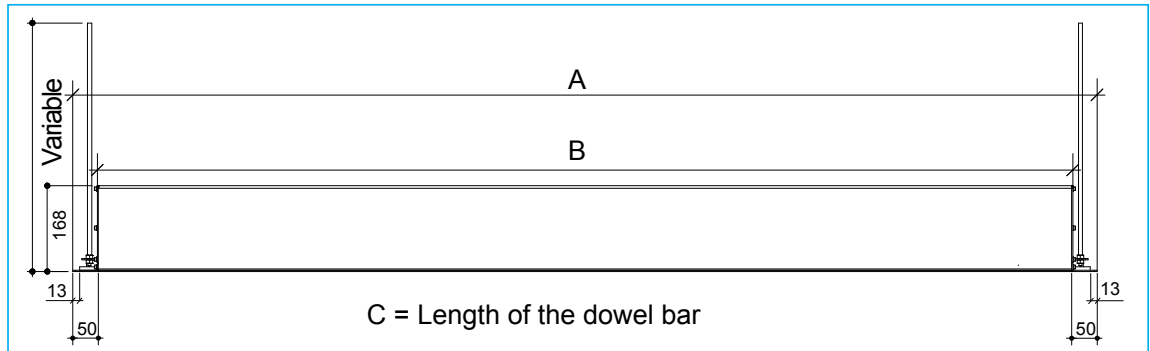 A
Variable
B
168
13
13
C = Length of the dowel bar
50
50